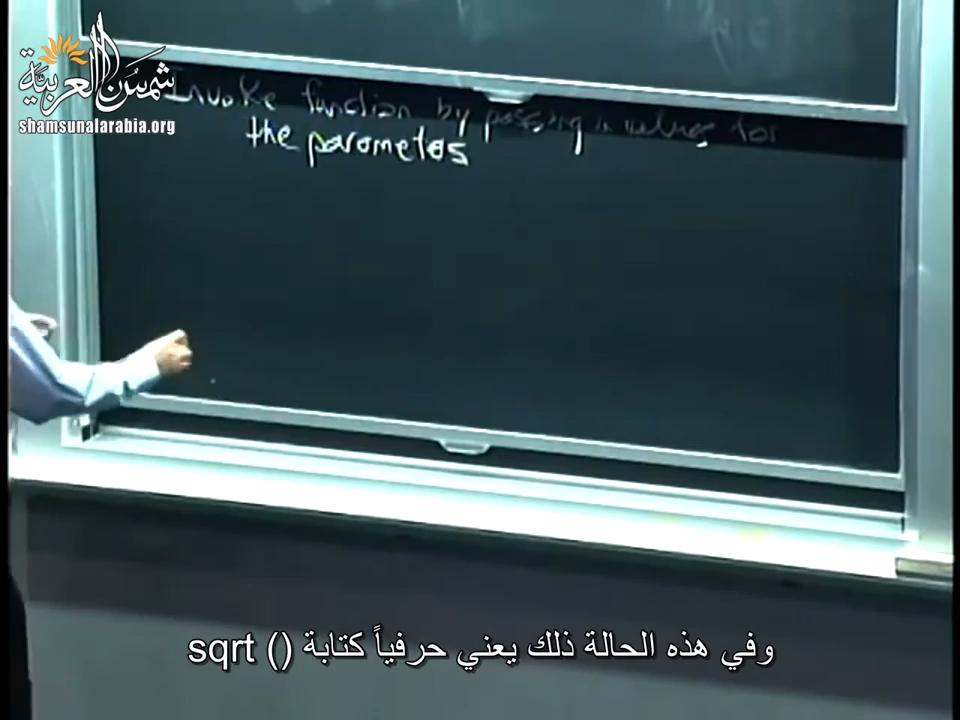 شمس العربية
shamsunalarabia.org
Invoke function by passing in values for
the parameters
وفي هذه الحالة ذلك يعني حرفياً كتابة () sqrt